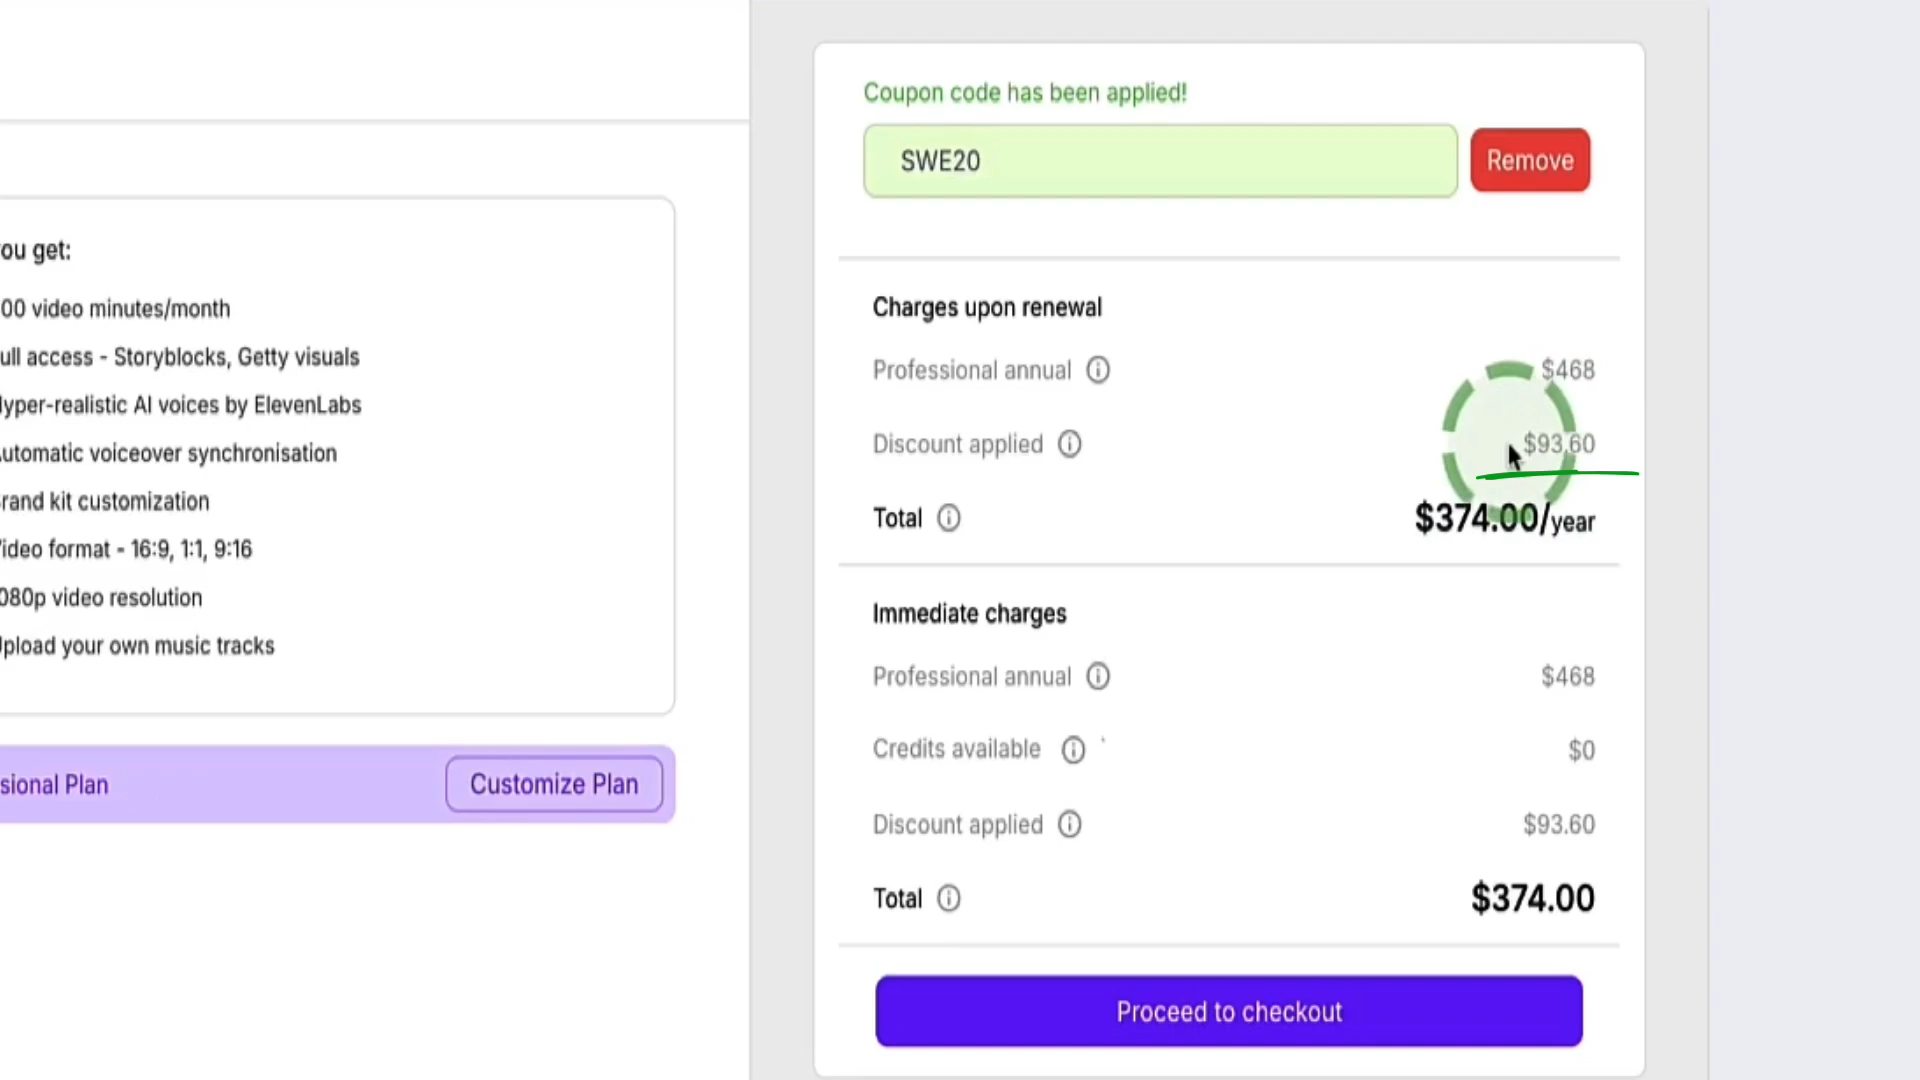 ou get:
00 video minutes/month
ull access - Storyblocks, Getty visuals
yper-realistic AI voices by ElevenLabs
utomatic voiceover synchronisation
rand kit customization
ideo format - 16:9, 1:1, 9:16
080p video resolution
pload your own music tracks
sional Plan
Customize Plan
Coupon code has been applied!
SWE20
Remove
Charges upon renewal
Professional annual $468
Discount applied $93.60
Total $374.00/year
Immediate charges
Professional annual $468
Credits available $0
Discount applied $93.60
Total $374.00
Proceed to checkout